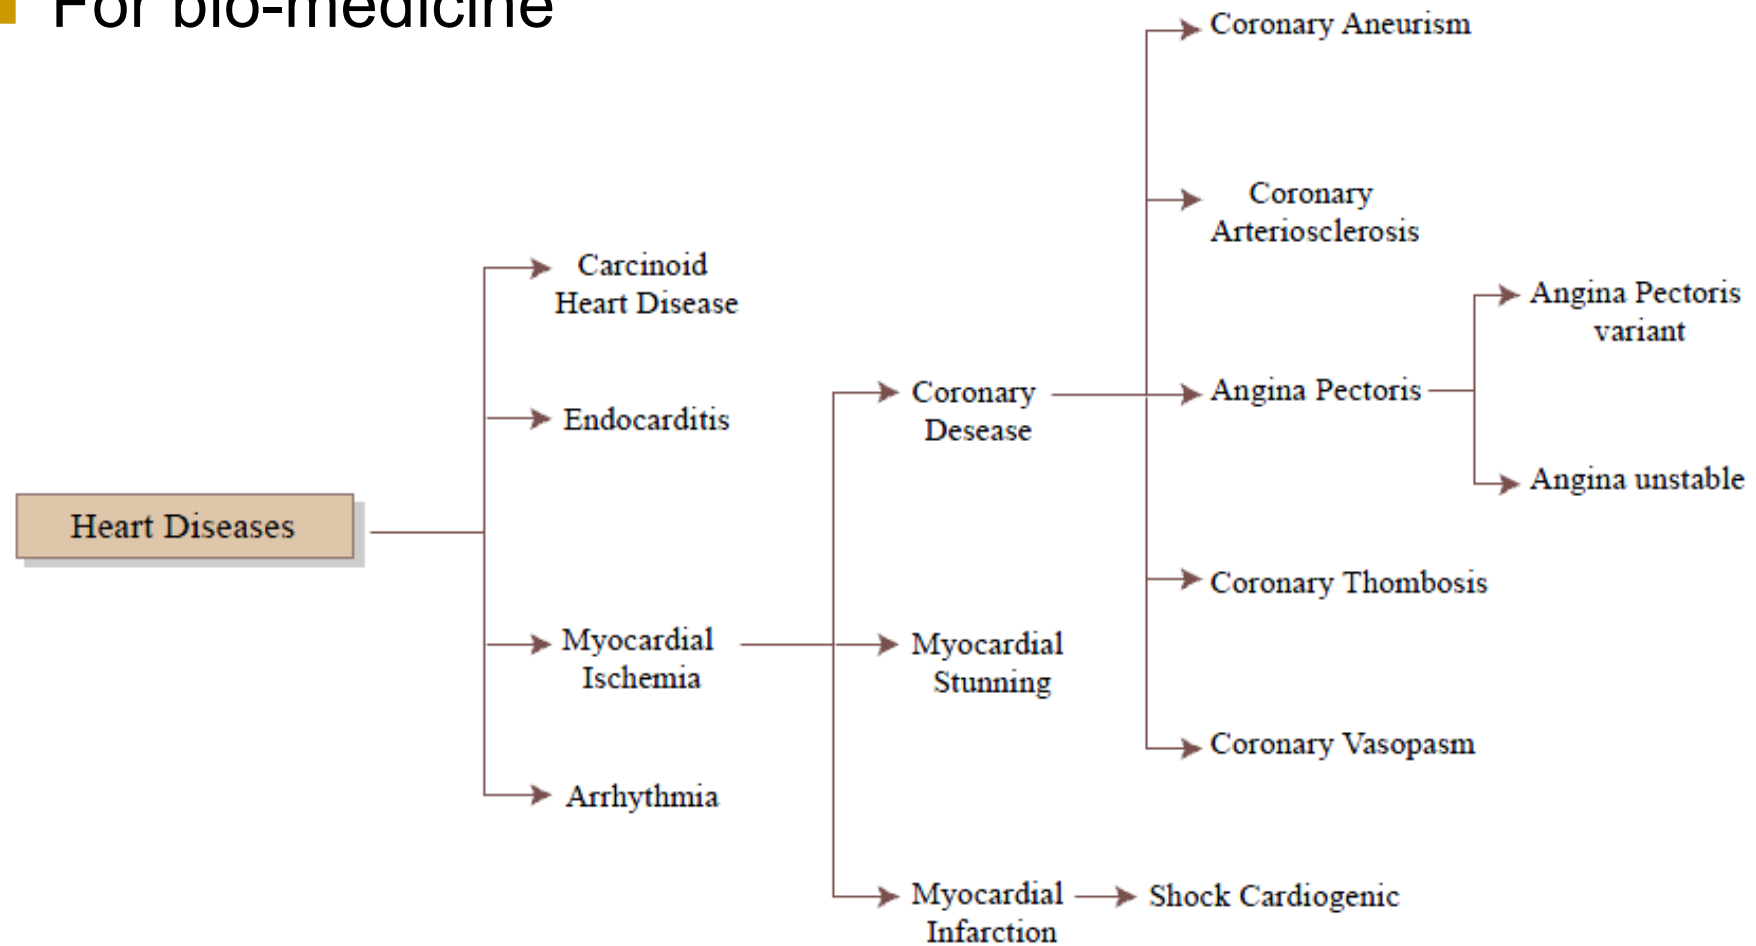 For bio-medicine
Heart Diseases
Carcinoid
Heart Disease
Endocarditis
Myocardial
Ischemia
Arrhythmia
Coronary
Desease
Myocardial
Stunning
Myocardial
Infarction
Shock Cardiogenic
Coronary Aneurism
Coronary
Arteriosclerosis
Angina Pectoris
Coronary Thombosis
Coronary Vasopasm
Angina Pectoris
variant
Angina unstable